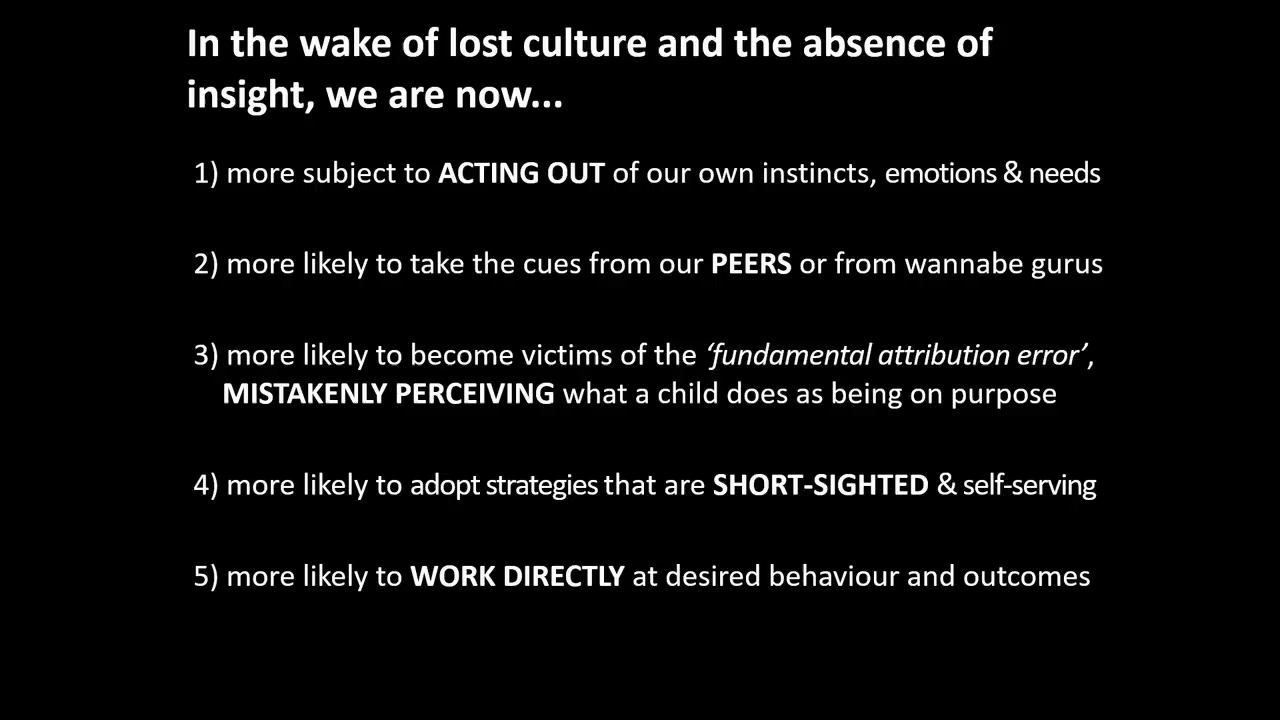 In the wake of lost culture and the absence of
insight, we are now...
1) more subject to ACTING OUT of our own instincts, emotions & needs
2) more likely to take the cues from our PEERS or from wannabe gurus
3) more likely to become victims of the ‘fundamental attribution error’,
MISTAKENLY PERCEIVING what a child does as being on purpose
4) more likely to adopt strategies that are SHORT-SIGHTED & self-serving
5) more likely to WORK DIRECTLY at desired behaviour and outcomes